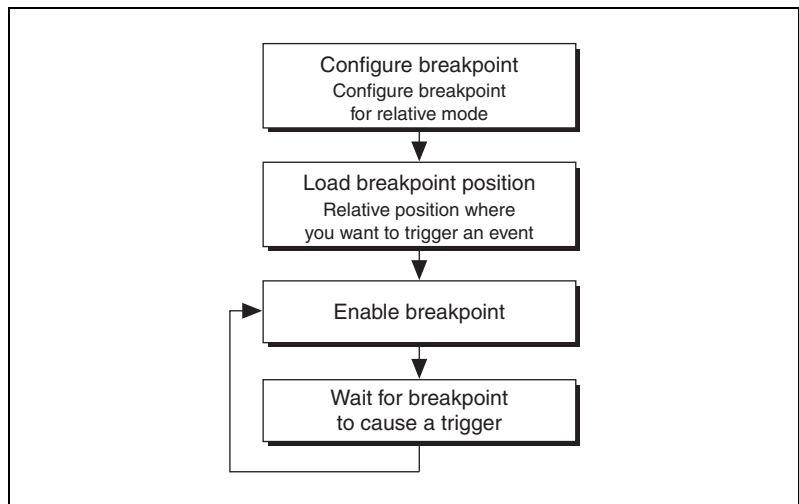 Configure breakpoint
Configure breakpoint
for relative mode
Load breakpoint position
Relative position where
you want to trigger an event
Enable breakpoint
Wait for breakpoint
to cause a trigger